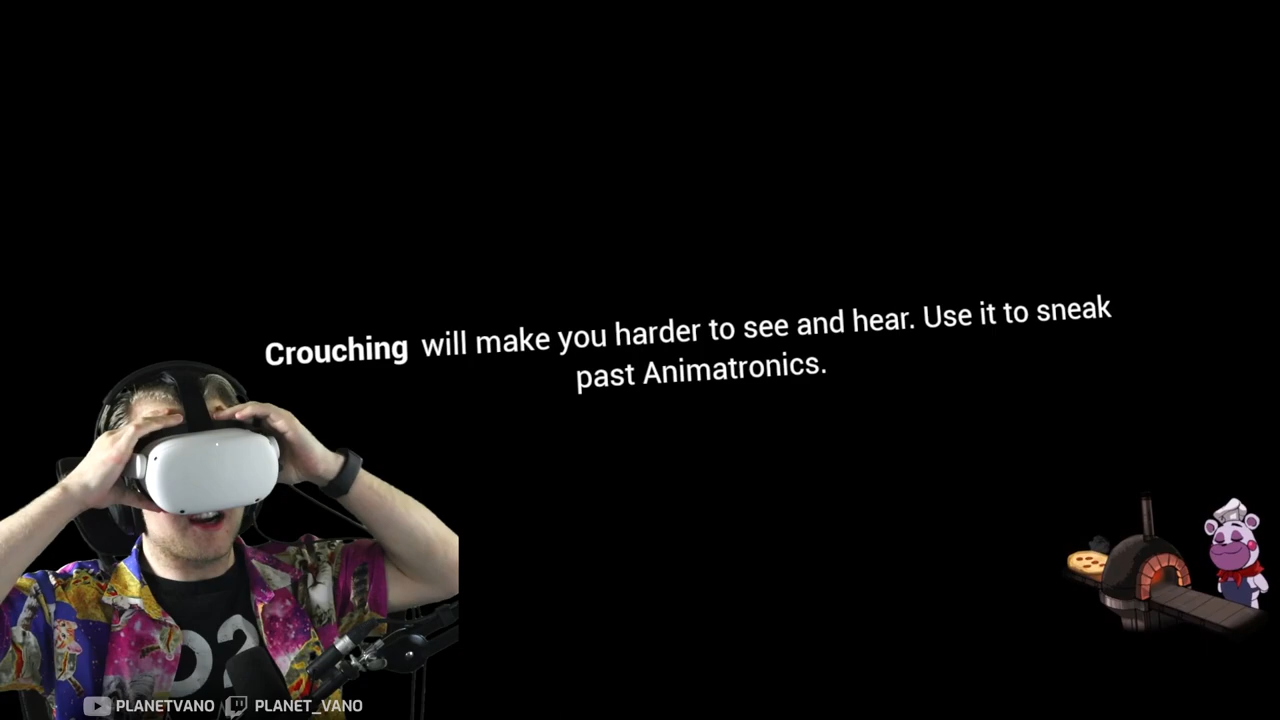 Crouching will make you harder to see and hear. Use it to sneak
past Animatronics.
PLANETVANO PLANET_VANO